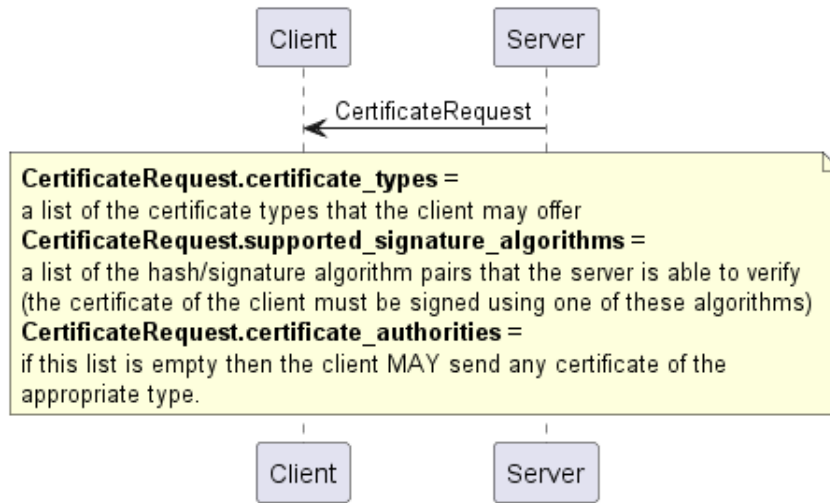 Client Server
CertificateRequest
CertificateRequest.certificate_types =
a list of the certificate types that the client may offer
CertificateRequest.supported_signature_algorithms =
a list of the hash/signature algorithm pairs that the server is able to verify
(the certificate of the client must be signed using one of these algorithms)
CertificateRequest.certificate_authorities =
if this list is empty then the client MAY send any certificate of the
appropriate type.
Client Server